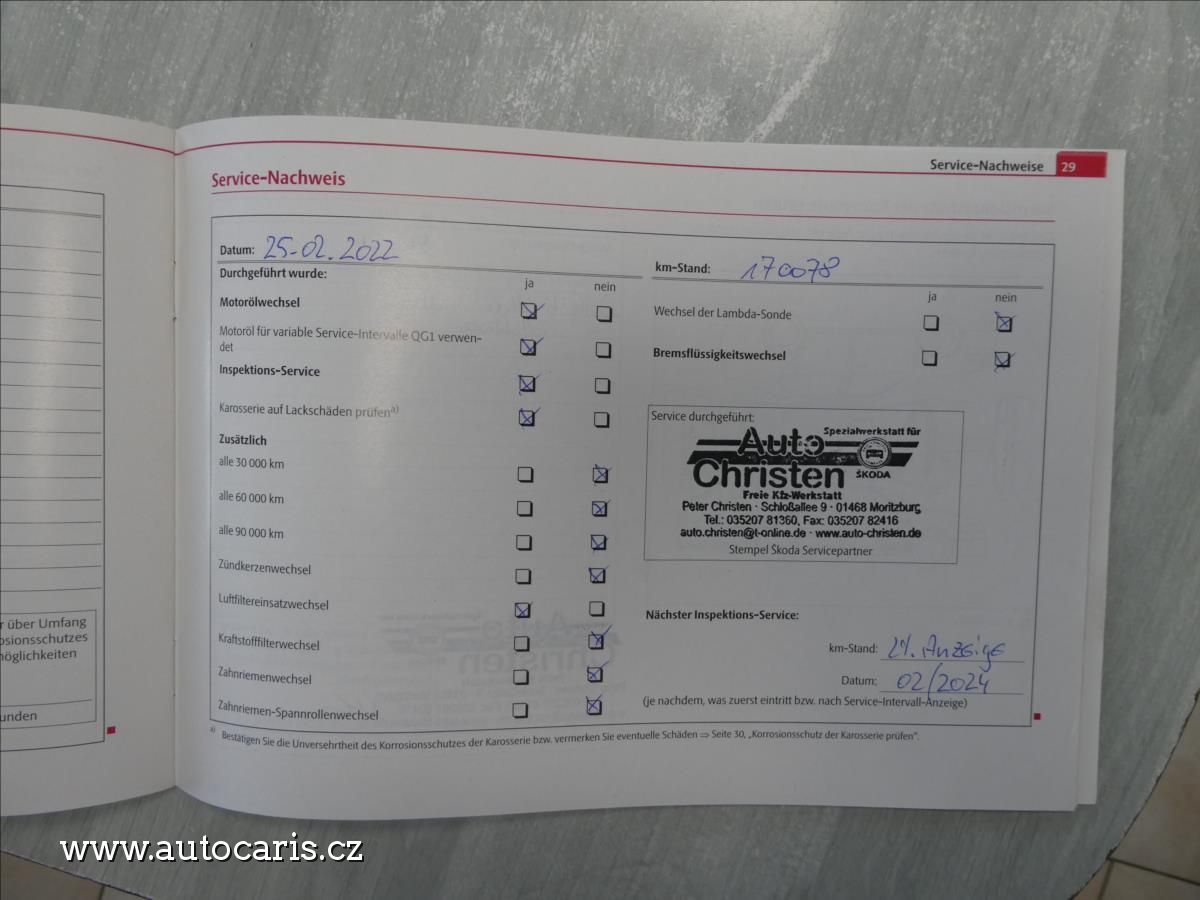 Service-Nachweise 29
Service-Nachweis
Datum: 25.02.2022
km-Stand: 170078
Durchgeführt wurde:
ja nein
ja nein
Motorölwechsel
Motoröl für variable Service-Intervalle QG1 verwen-
det
Inspektions-Service
Karosserie auf Lackschäden prüfen a)
Zusätzlich
alle 30 000 km
alle 60 000 km
alle 90 000 km
Zündkerzenwechsel
Luftfiltereinsatzwechsel
Kraftstofffilterwechsel
Zahnriemenwechsel
Zahnriemen-Spannrollenwechsel
Wechsel der Lambda-Sonde
Bremsflüssigkeitswechsel
Service durchgeführt:
Spezialwerkstatt für
Auto
Christen
ŠKODA
Freie Kfz-Werkstatt
Peter Christen · Schloßallee 9 · 01468 Moritzburg
Tel.: 035207 81360, Fax: 035207 82416
auto.christen@t-online.de · www.auto-christen.de
Stempel Škoda Servicepartner
Nächster Inspektions-Service:
km-Stand: Anzeige
Datum: 02/2024
(je nachdem, was zuerst eintritt bzw. nach Service-Intervall-Anzeige)
a) Bestätigen Sie die Unversehrtheit des Korrosionsschutzes der Karosserie bzw. vermerken Sie eventuelle Schäden ⇒ Seite 30, „Korrosionsschutz der Karosserie prüfen“.
r über Umfang
osionsschutzes
möglichkeiten
unden
www.autocaris.cz